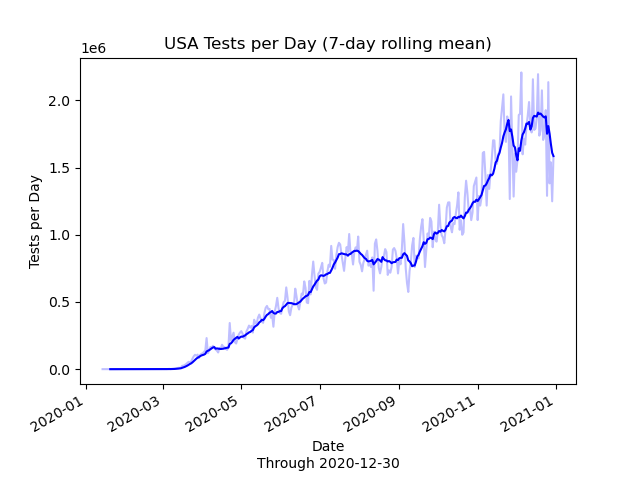 USA Tests per Day (7-day rolling mean)
1e6
2.0
1.5
1.0
0.5
0.0
Tests per Day
2020-01
2020-03
2020-05
2020-07
2020-09
2020-11
2021-01
Date
Through 2020-12-30